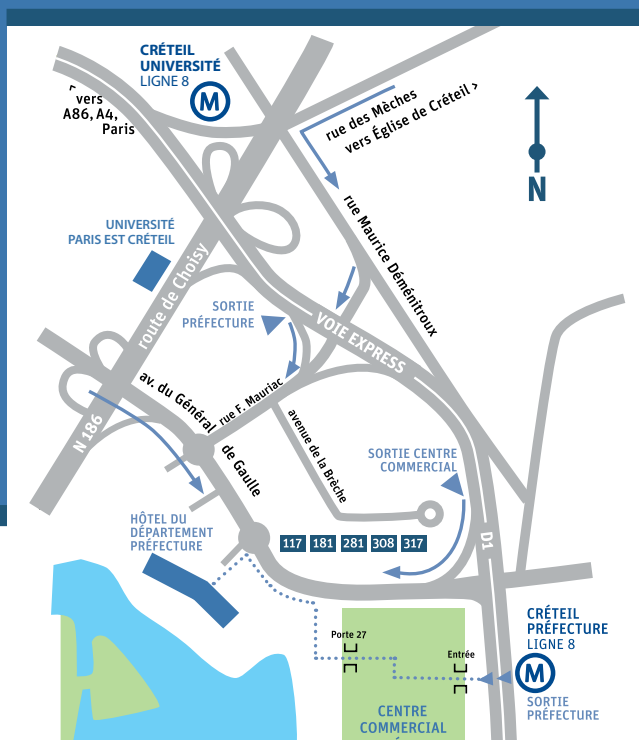 CRÉTEIL
UNIVERSITÉ
LIGNE 8
M
vers
A86, A4,
Paris
rue des Mèches
vers Église de Créteil >
N
UNIVERSITÉ
PARIS EST CRÉTEIL
route de Choisy
rue Maurice Déménitroux
SORTIE
PRÉFECTURE
VOIE EXPRESS
av. du Général
de Gaulle
rue F. Mauriac
avenue de la Brèche
N 186
SORTIE CENTRE
COMMERCIAL
HÔTEL DU
DÉPARTEMENT
PRÉFECTURE
117 181 281 308 317
D1
Porte 27
Entrée
CRÉTEIL
PRÉFECTURE
LIGNE 8
M
SORTIE
PRÉFECTURE
CENTRE
COMMERCIAL